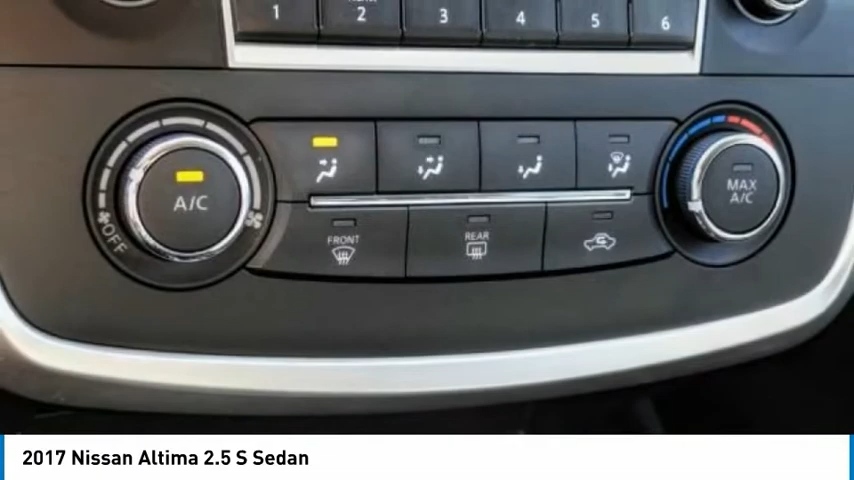 1 2 3 4 5 6
A/C
MAX
A/C
OFF
FRONT
REAR
2017 Nissan Altima 2.5 S Sedan